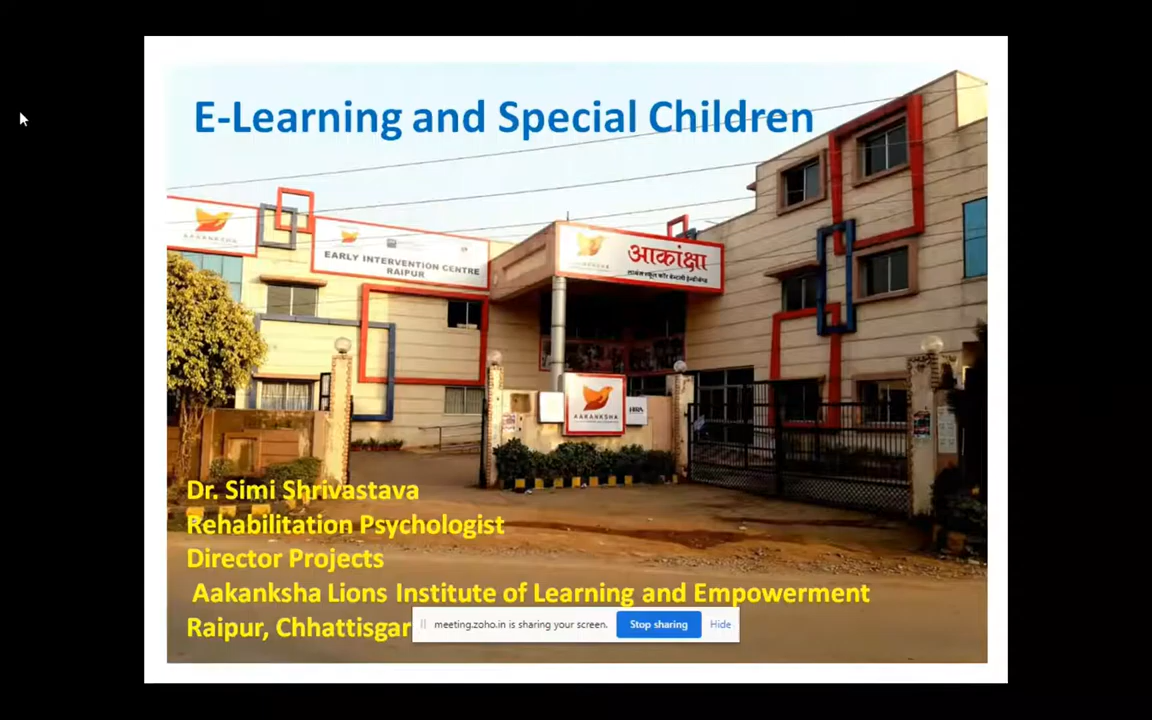 E-Learning and Special Children
AAKANKSHA
EARLY INTERVENTION CENTRE
RAIPUR
आकांक्षा
AAKANKSHA
Dr. Simi Shrivastava
Rehabilitation Psychologist
Director Projects
Aakanksha Lions Institute of Learning and Empowerment
Raipur, Chhattisgar
meeting.zoho.in is sharing your screen.
Stop sharing
Hide